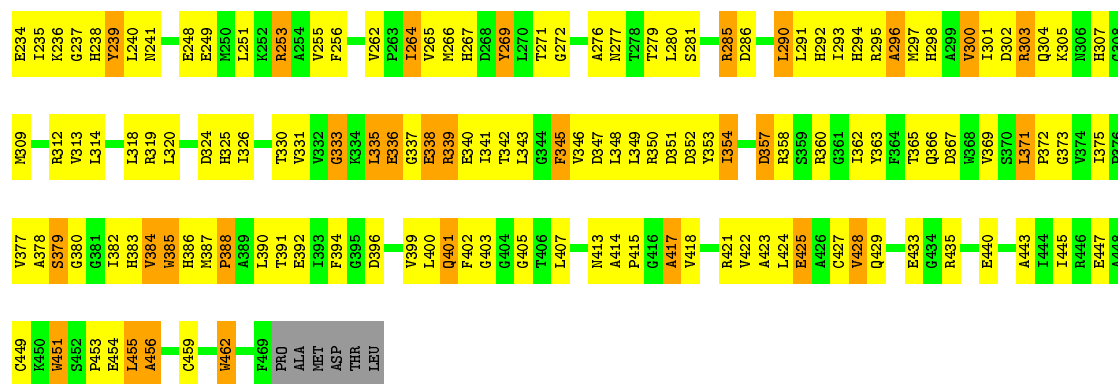 E234 I235 K236 G237 H238 Y239 L240 N241 E248 E249 M250 L251 K252 R253 A254 V255 F256 V262 P263 I264 V265 M266 H267 D268 Y269 L270 T271 G272 A276 N277 T278 T279 L280 S281 R285 D286 L290 L291 H292 I293 H294 R295 A296 M297 H298 A299 V300 I301 D302 R303 Q304 K305 N306 H307 G308
M309 R312 V313 L314 L318 R319 L320 D324 H325 I326 T330 V331 V332 G333 K334 L335 E336 G337 E338 R339 E340 I341 T342 L343 G344 F345 V346 D347 L348 L349 R350 D351 D352 Y353 I354 D357 R358 S359 R360 G361 I362 Y363 F364 T365 Q366 D367 W368 V369 S370 L371 P372 G373 V374 I375 P376
V377 A378 S379 G380 G381 I382 H383 V384 W385 H386 M387 P388 A389 L390 T391 E392 I393 F394 G395 D396 V399 L400 Q401 F402 G403 G404 G405 T406 L407 N413 A414 P415 G416 A417 V418 R421 V422 A423 L424 E425 A426 C427 V428 Q429 E433 G434 R435 E440 A443 I444 I445 R446 E447 A448
C449 K450 W451 S452 P453 E454 L455 A456 C459 W462 F469 PRO ALA MET ASP THR LEU